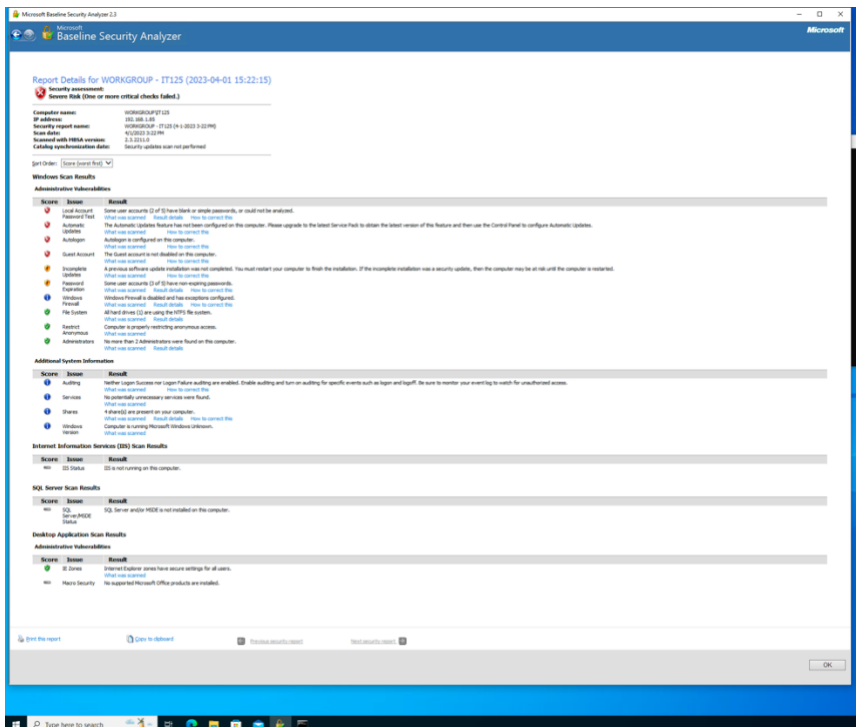 Microsoft Baseline Security Analyzer 2.3
Microsoft
Baseline Security Analyzer
Microsoft
Report Details for WORKGROUP - IT125 (2023-04-01 15:22:15)
Security assessment:
Severe Risk (One or more critical checks failed.)
Computer name: WORKGROUP\IT125
IP address: 192.168.1.85
Security report name: WORKGROUP - IT125 (4-1-2023 3-22 PM)
Scan date: 4/1/2023 3:22 PM
Scanned with MBSA version: 2.3.2211.0
Catalog synchronization date: Security updates scan not performed
Sort Order: Score (worst first)
Windows Scan Results
Administrative Vulnerabilities
Score Issue Result
Local Account Password Test Some user accounts (2 of 5) have blank or simple passwords, or could not be analyzed.
What was scanned Result details How to correct this
Automatic Updates The Automatic Updates feature has not been configured on this computer. Please upgrade to the latest Service Pack to obtain the latest version of this feature and then use the Control Panel to configure Automatic Updates.
What was scanned How to correct this
Autologon Autologon is configured on this computer.
What was scanned How to correct this
Guest Account The Guest account is not disabled on this computer.
What was scanned How to correct this
Incomplete Updates A previous software update installation was not completed. You must restart your computer to finish the installation. If the incomplete installation was a security update, then the computer may be at risk until the computer is restarted.
What was scanned How to correct this
Password Expiration Some user accounts (3 of 5) have non-expiring passwords.
What was scanned Result details How to correct this
Windows Firewall Windows Firewall is disabled and has exceptions configured.
What was scanned Result details How to correct this
File System All hard drives (1) are using the NTFS file system.
What was scanned Result details
Restrict Anonymous Computer is properly restricting anonymous access.
What was scanned
Administrators No more than 2 Administrators were found on this computer.
What was scanned Result details
Additional System Information
Score Issue Result
Auditing Neither Logon Success nor Logon Failure auditing are enabled. Enable auditing and turn on auditing for specific events such as logon and logoff. Be sure to monitor your event log to watch for unauthorized access.
What was scanned How to correct this
Services No potentially unnecessary services were found.
What was scanned
Shares 4 share(s) are present on your computer.
What was scanned Result details How to correct this
Windows Version Computer is running Microsoft Windows Unknown.
What was scanned
Internet Information Services (IIS) Scan Results
Score Issue Result
IIS Status IIS is not running on this computer.
SQL Server Scan Results
Score Issue Result
SQL Server/MSDE Status SQL Server and/or MSDE is not installed on this computer.
Desktop Application Scan Results
Administrative Vulnerabilities
Score Issue Result
IE Zones Internet Explorer zones have secure settings for all users.
What was scanned
Macro Security No supported Microsoft Office products are installed.
Print this report Copy to clipboard Previous security report Next security report
OK
Type here to search